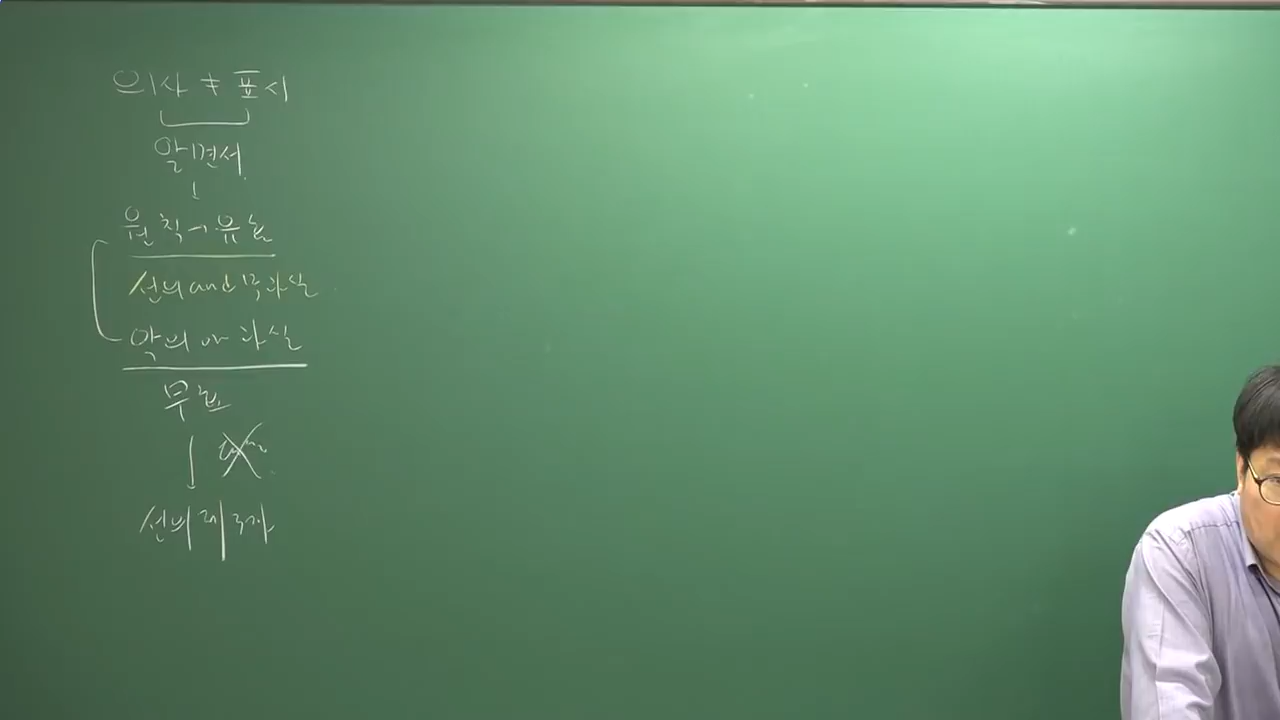 의사 ≠ 표시
알면서
↓
원칙→유효
선의 and 무과실
악의 or 과실
무효
↓
선의 제3자